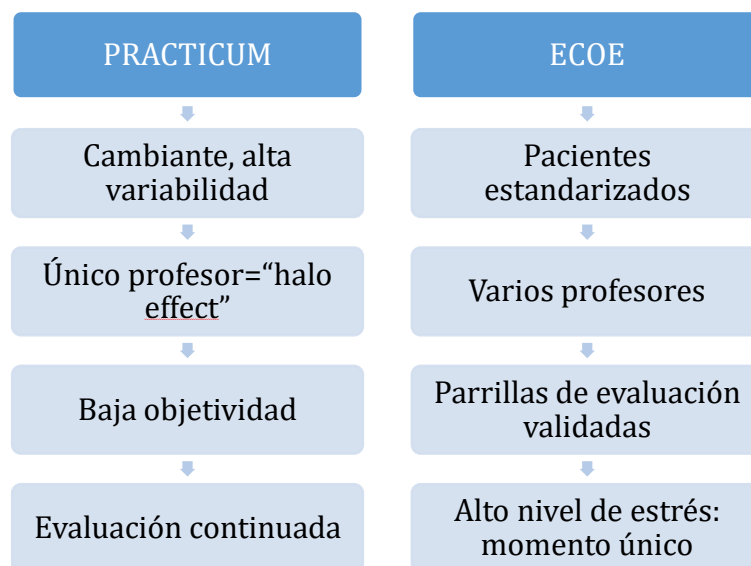 PRACTICUM
Cambiante, alta
variabilidad
Único profesor=“halo
effect”
Baja objetividad
Evaluación continuada
ECOE
Pacientes
estandarizados
Varios profesores
Parrillas de evaluación
validadas
Alto nivel de estrés:
momento único